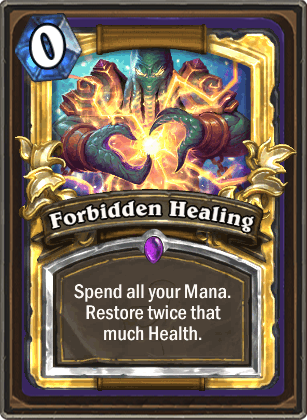 0
Forbidden Healing
Spend all your Mana.
Restore twice that
much Health.